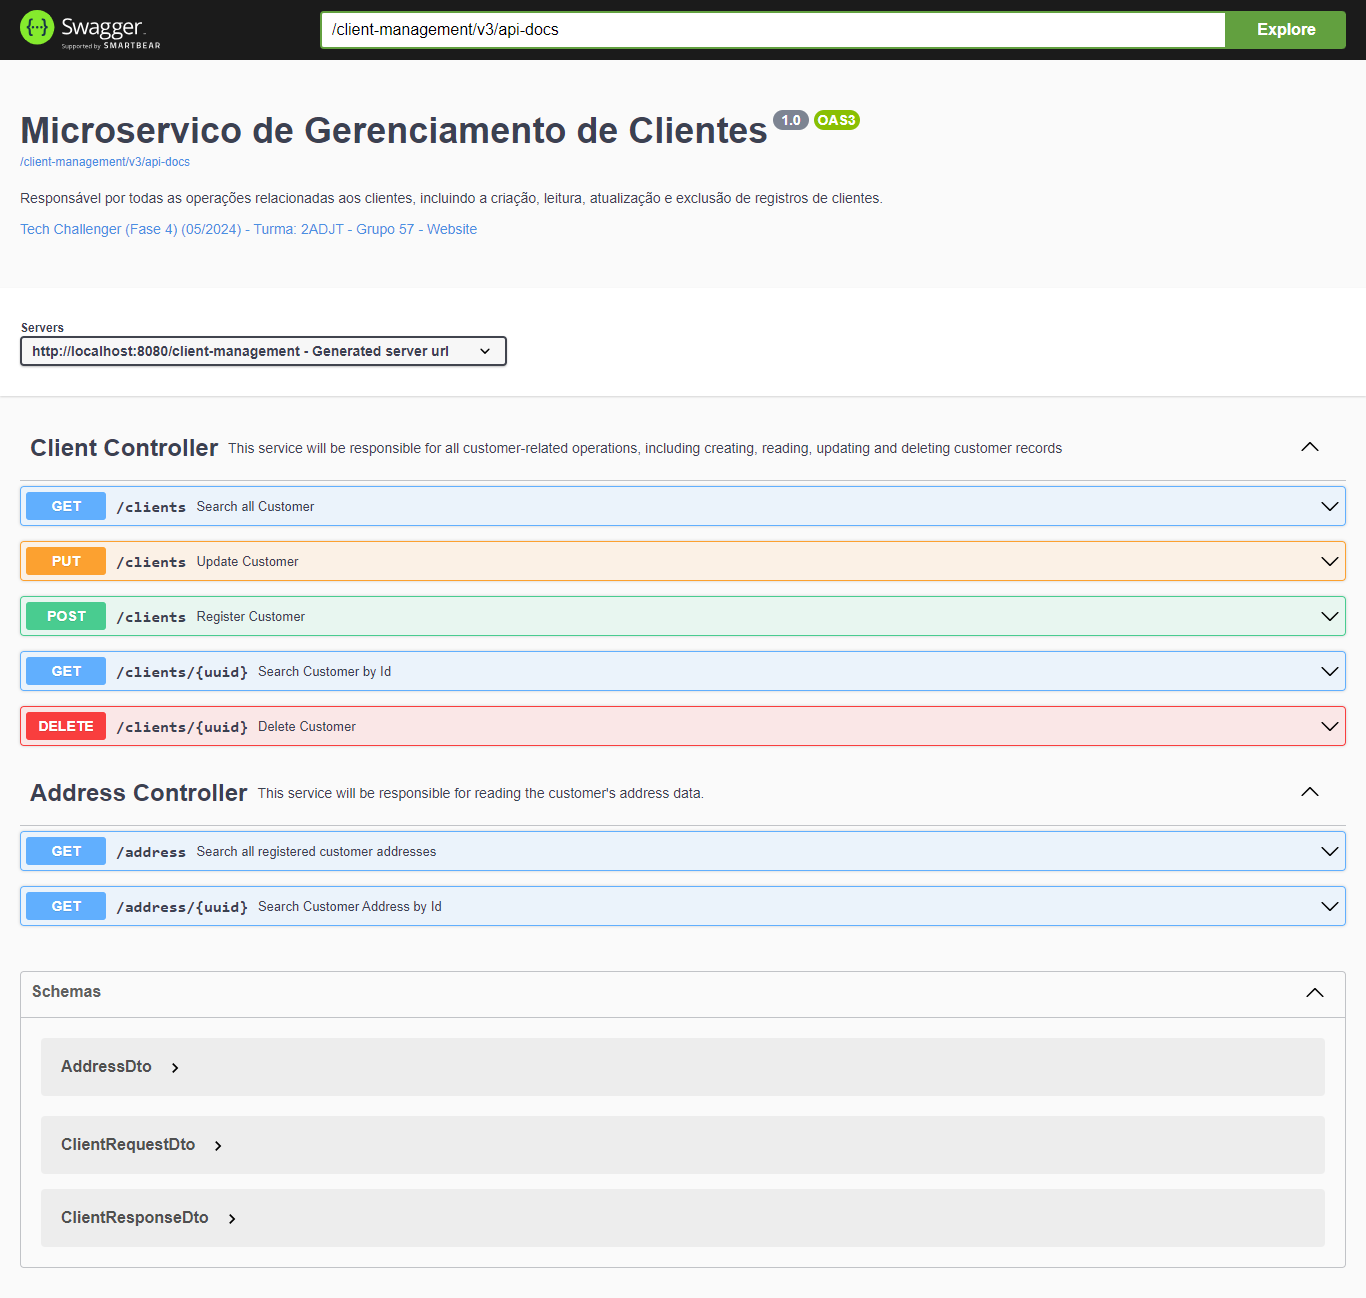 Swagger
Supported by SMARTBEAR
/client-management/v3/api-docs
Explore
Microservico de Gerenciamento de Clientes 1.0 OAS3
/client-management/v3/api-docs
Responsável por todas as operações relacionadas aos clientes, incluindo a criação, leitura, atualização e exclusão de registros de clientes.
Tech Challenger (Fase 4) (05/2024) - Turma: 2ADJT - Grupo 57 - Website
Servers
http://localhost:8080/client-management - Generated server url
Client Controller This service will be responsible for all customer-related operations, including creating, reading, updating and deleting customer records
GET /clients Search all Customer
PUT /clients Update Customer
POST /clients Register Customer
GET /clients/{uuid} Search Customer by Id
DELETE /clients/{uuid} Delete Customer
Address Controller This service will be responsible for reading the customer's address data.
GET /address Search all registered customer addresses
GET /address/{uuid} Search Customer Address by Id
Schemas
AddressDto
ClientRequestDto
ClientResponseDto